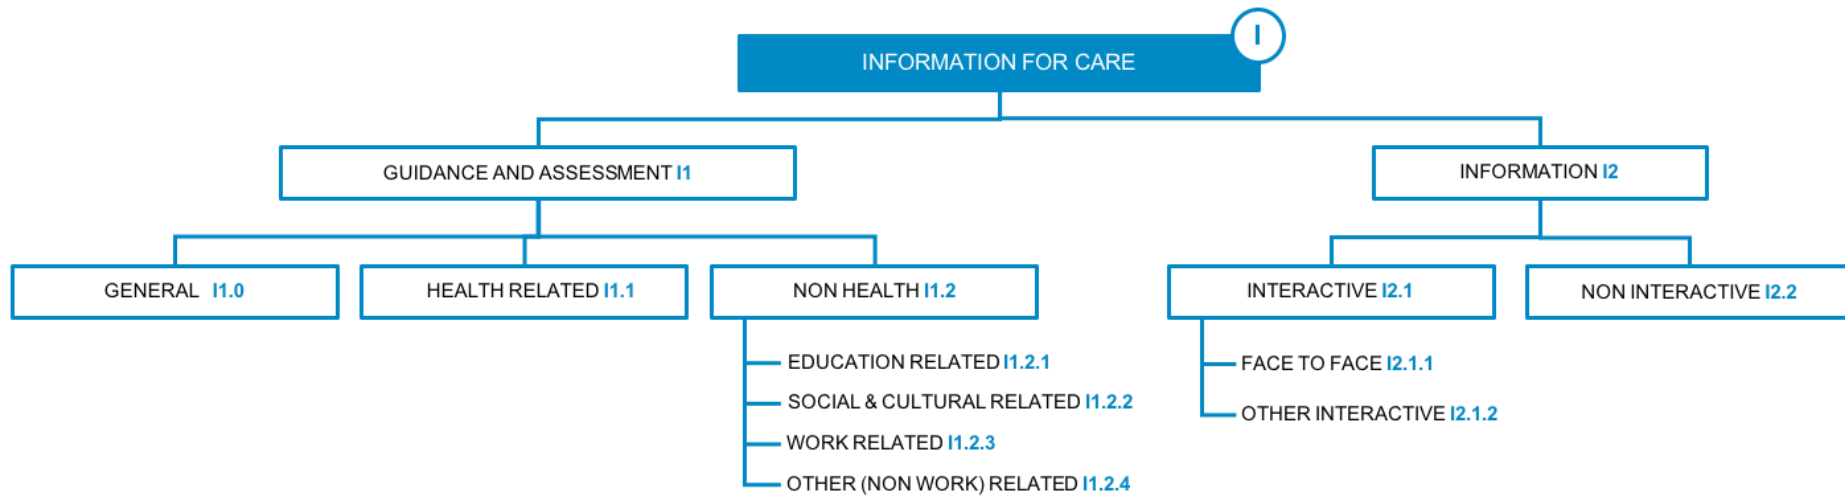 I
INFORMATION FOR CARE
GUIDANCE AND ASSESSMENT I1
INFORMATION I2
GENERAL I1.0
HEALTH RELATED I1.1
NON HEALTH I1.2
INTERACTIVE I2.1
NON INTERACTIVE I2.2
EDUCATION RELATED I1.2.1
SOCIAL & CULTURAL RELATED I1.2.2
WORK RELATED I1.2.3
OTHER (NON WORK) RELATED I1.2.4
FACE TO FACE I2.1.1
OTHER INTERACTIVE I2.1.2